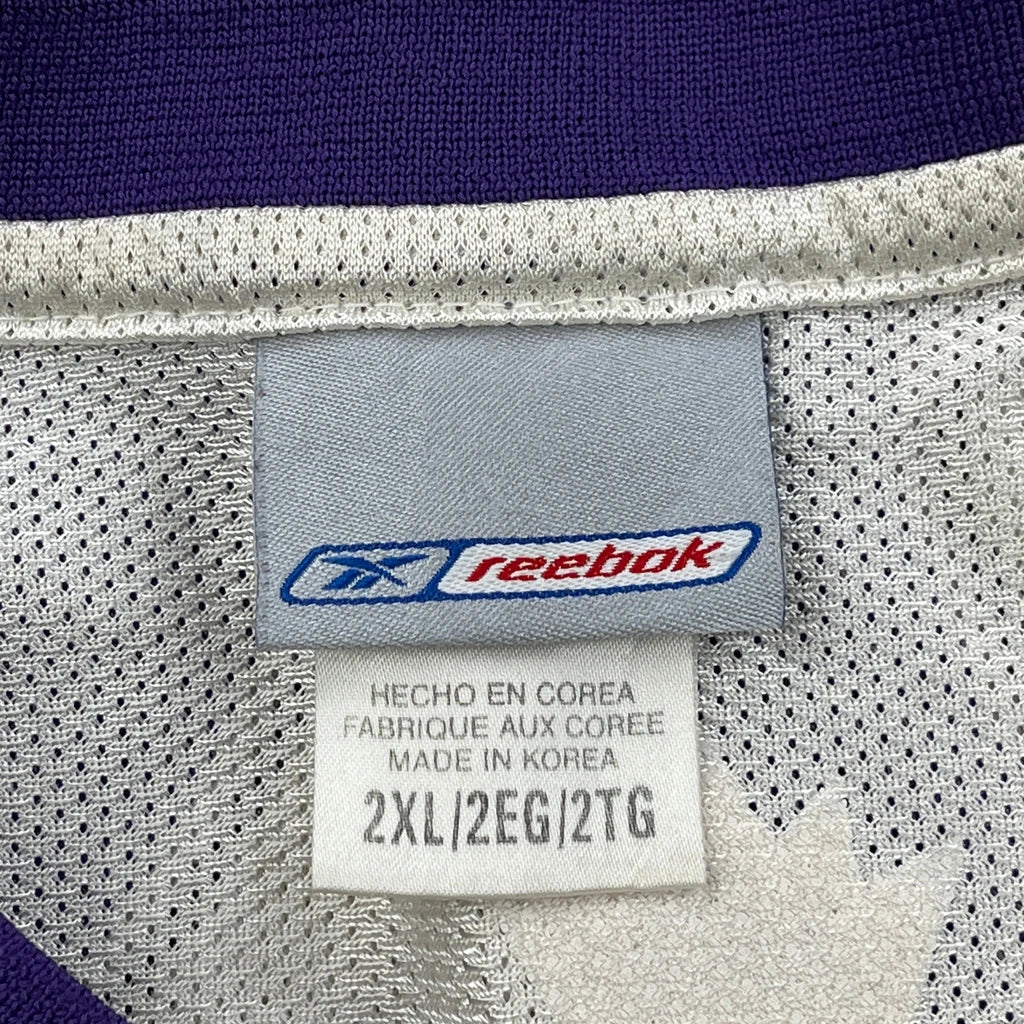 reebok
HECHO EN COREA
FABRIQUE AUX COREE
MADE IN KOREA
2XL/2EG/2TG